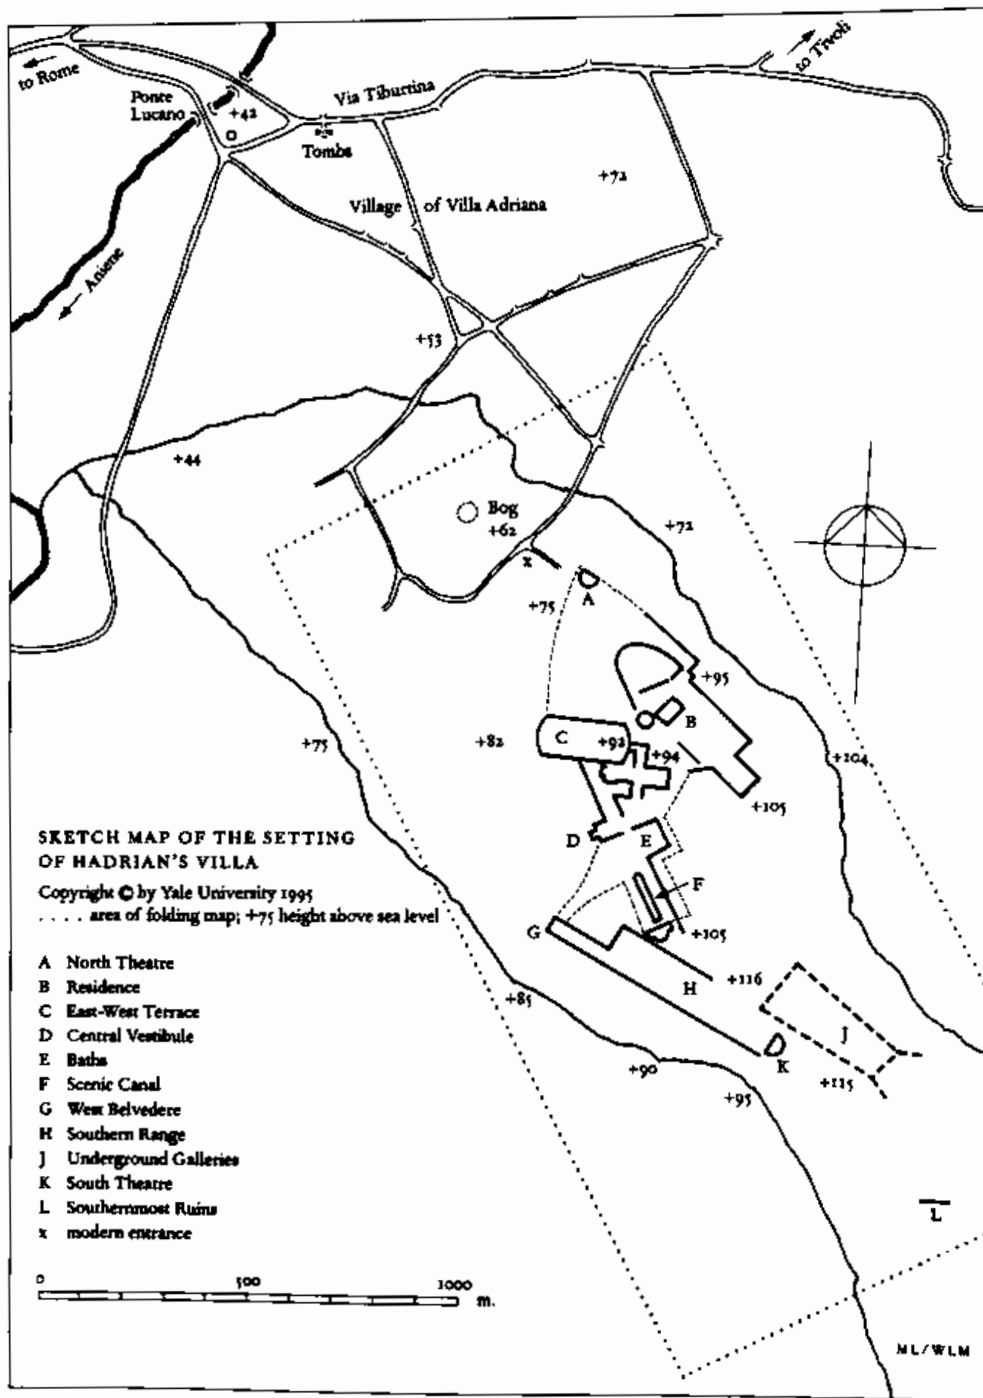 to Rome
to Tivoli
Ponte
Lucano
+42
Via Tiburtina
Tombs
+72
Village of Villa Adriana
Aniene
+53
+44
Bog
+62
+72
x
A
+75
+95
B
+75
+82
C
+92
+94
+104
+105
D
E
F
G
+105
H
+116
+85
J
K
+90
+115
+95
L
SKETCH MAP OF THE SETTING
OF HADRIAN'S VILLA
Copyright © by Yale University 1995
. . . . area of folding map; +75 height above sea level
A North Theatre
B Residence
C East-West Terrace
D Central Vestibule
E Baths
F Scenic Canal
G West Belvedere
H Southern Range
J Underground Galleries
K South Theatre
L Southernmost Ruins
x modern entrance
0 500 1000
m.
ML/WLM